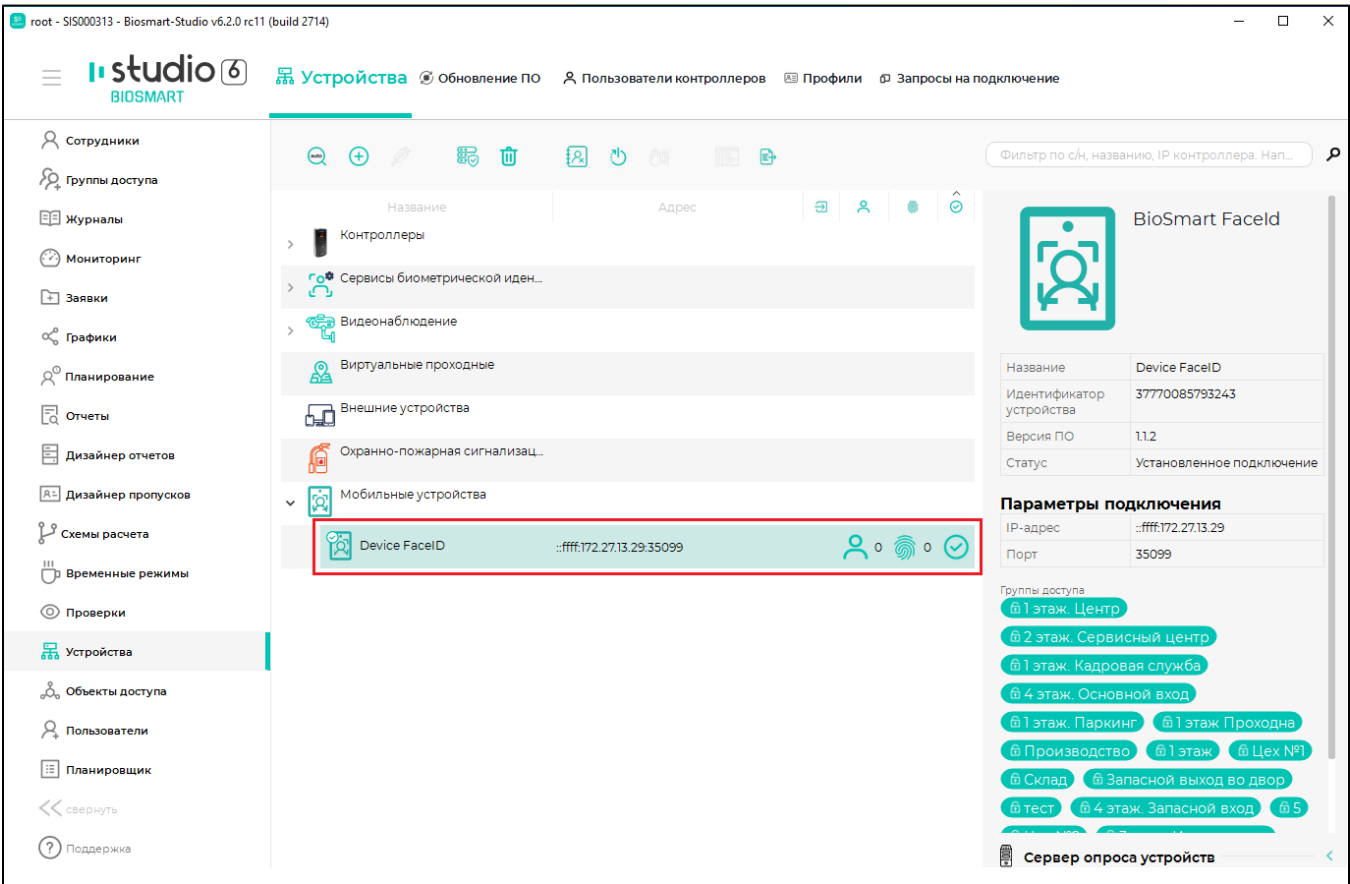 root - SIS000313 - Biosmart-Studio v6.2.0 rc11 (build 2714)
studio 6
BIOSMART
Устройства
Обновление ПО
Пользователи контроллеров
Профили
Запросы на подключение
Сотрудники
Группы доступа
Журналы
Мониторинг
Заявки
Графики
Планирование
Отчеты
Дизайнер отчетов
Дизайнер пропусков
Схемы расчета
Временные режимы
Проверки
Устройства
Объекты доступа
Пользователи
Планировщик
свернуть
Поддержка
Фильтр по с/н, названию, IP контроллера. Нап...
Название Адрес
Контроллеры
Сервисы биометрической иден...
Видеонаблюдение
Виртуальные проходные
Внешние устройства
Охранно-пожарная сигнализац...
Мобильные устройства
Device FaceID ::ffff:172.27.13.29:35099 0 0
BioSmart FaceId
Название Device FaceID
Идентификатор 37770085793243
устройства
Версия ПО 1.1.2
Статус Установленное подключение
Параметры подключения
IP-адрес ::ffff:172.27.13.29
Порт 35099
Группы доступа
1 этаж. Центр
2 этаж. Сервисный центр
1 этаж. Кадровая служба
4 этаж. Основной вход
1 этаж. Паркинг 1 этаж Проходна
Производство 1 этаж Цех №1
Склад Запасной выход во двор
тест 4 этаж. Запасной вход 5
Сервер опроса устройств